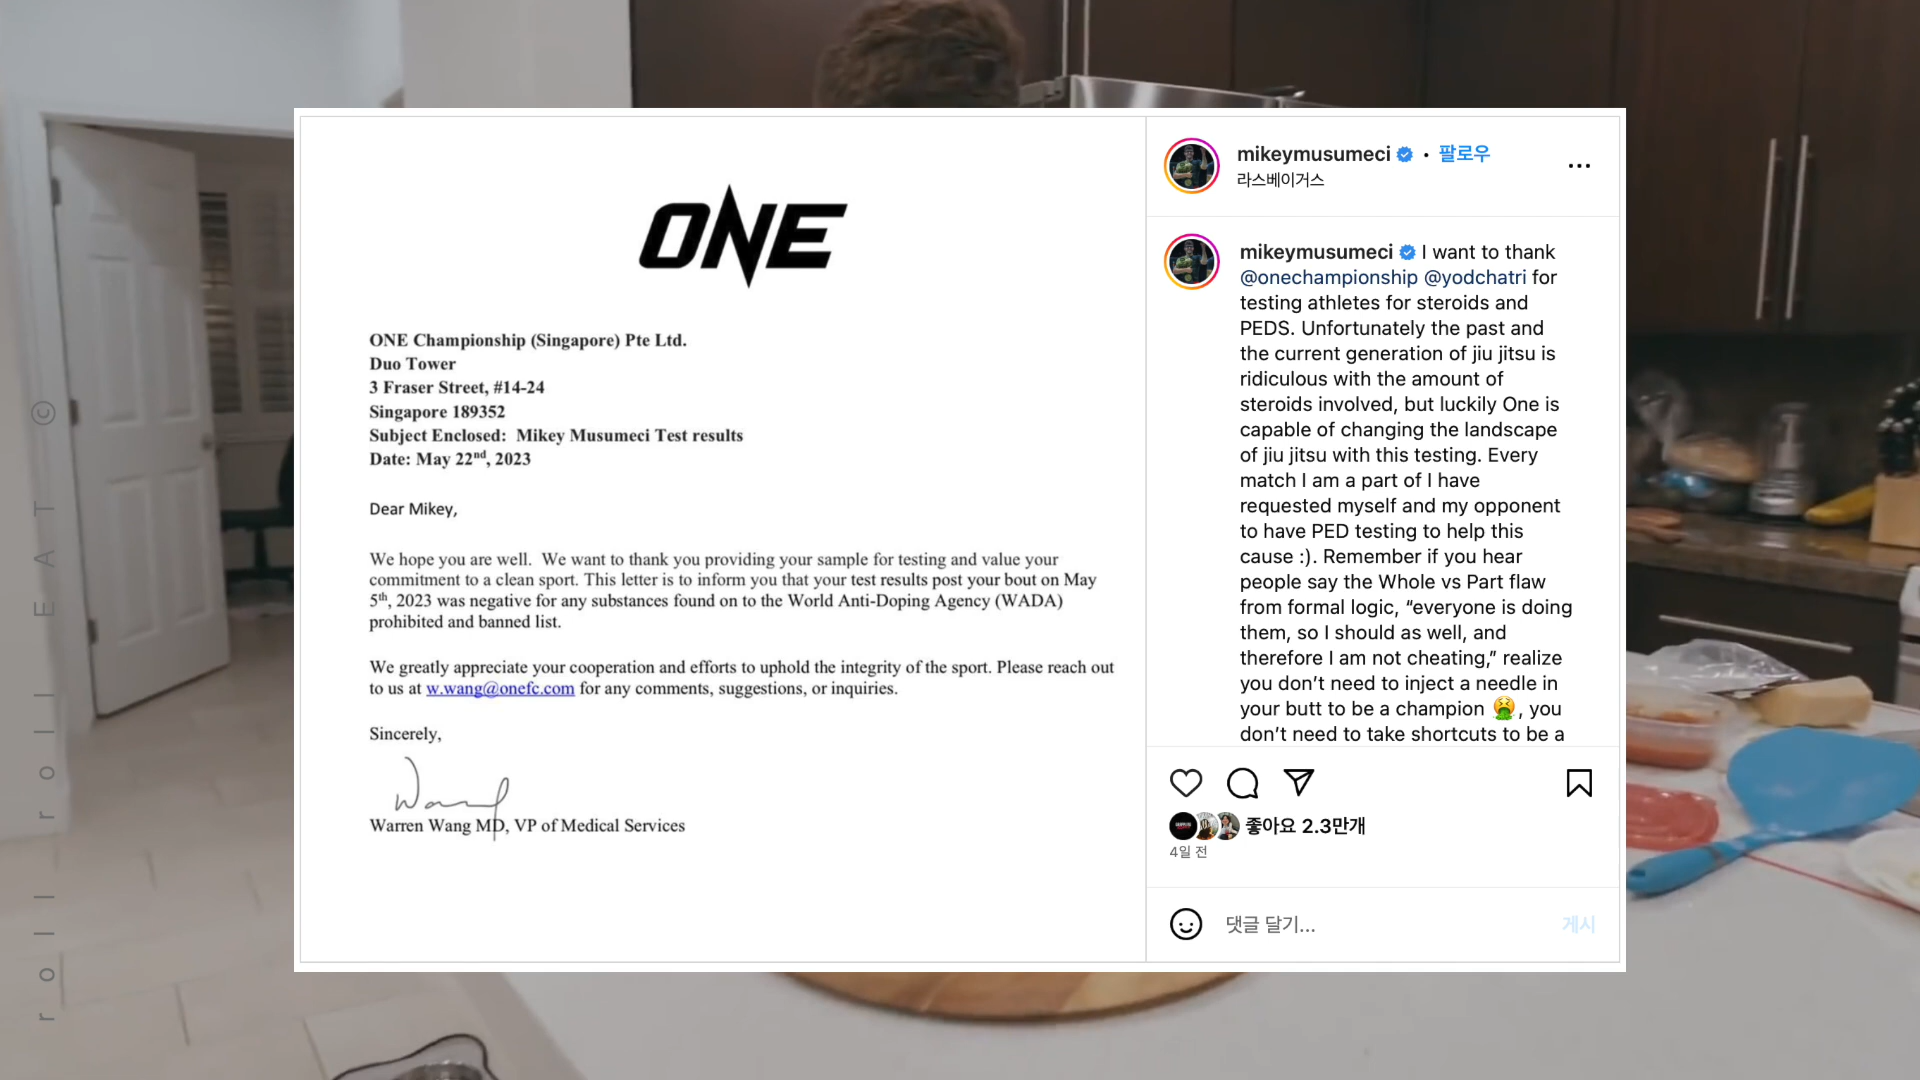 ONE
ONE Championship (Singapore) Pte Ltd.
Duo Tower
3 Fraser Street, #14-24
Singapore 189352
Subject Enclosed:  Mikey Musumeci Test results
Date: May 22nd, 2023
Dear Mikey,
We hope you are well.  We want to thank you providing your sample for testing and value your
commitment to a clean sport. This letter is to inform you that your test results post your bout on May
5th, 2023 was negative for any substances found on to the World Anti-Doping Agency (WADA)
prohibited and banned list.
We greatly appreciate your cooperation and efforts to uphold the integrity of the sport. Please reach out
to us at w.wang@onefc.com for any comments, suggestions, or inquiries.
Sincerely,
Warren Wang MD, VP of Medical Services
mikeymusumeci • 팔로우
라스베이거스
mikeymusumeci I want to thank
@onechampionship @yodchatri for
testing athletes for steroids and
PEDS. Unfortunately the past and
the current generation of jiu jitsu is
ridiculous with the amount of
steroids involved, but luckily One is
capable of changing the landscape
of jiu jitsu with this testing. Every
match I am a part of I have
requested myself and my opponent
to have PED testing to help this
cause :). Remember if you hear
people say the Whole vs Part flaw
from formal logic, “everyone is doing
them, so I should as well, and
therefore I am not cheating,” realize
you don’t need to inject a needle in
your butt to be a champion 🤮, you
don’t need to take shortcuts to be a
좋아요 2.3만개
4일 전
댓글 달기...
게시
roll roll EAT ©